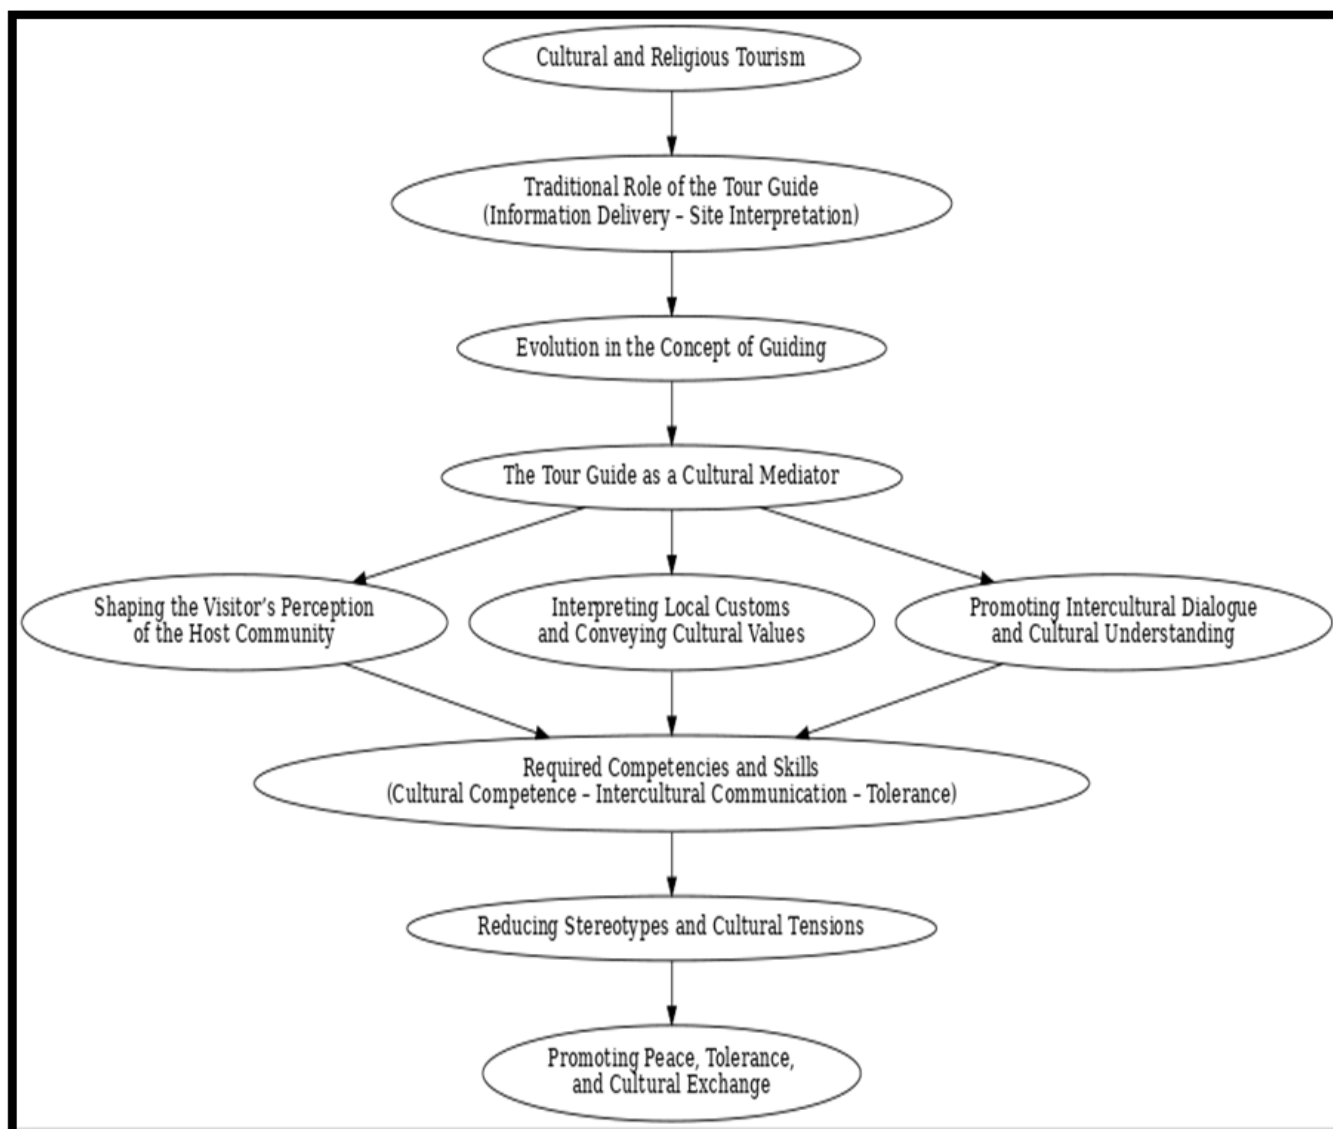 Cultural and Religious Tourism
Traditional Role of the Tour Guide
(Information Delivery – Site Interpretation)
Evolution in the Concept of Guiding
The Tour Guide as a Cultural Mediator
Shaping the Visitor’s Perception
of the Host Community
Interpreting Local Customs
and Conveying Cultural Values
Promoting Intercultural Dialogue
and Cultural Understanding
Required Competencies and Skills
(Cultural Competence – Intercultural Communication – Tolerance)
Reducing Stereotypes and Cultural Tensions
Promoting Peace, Tolerance,
and Cultural Exchange